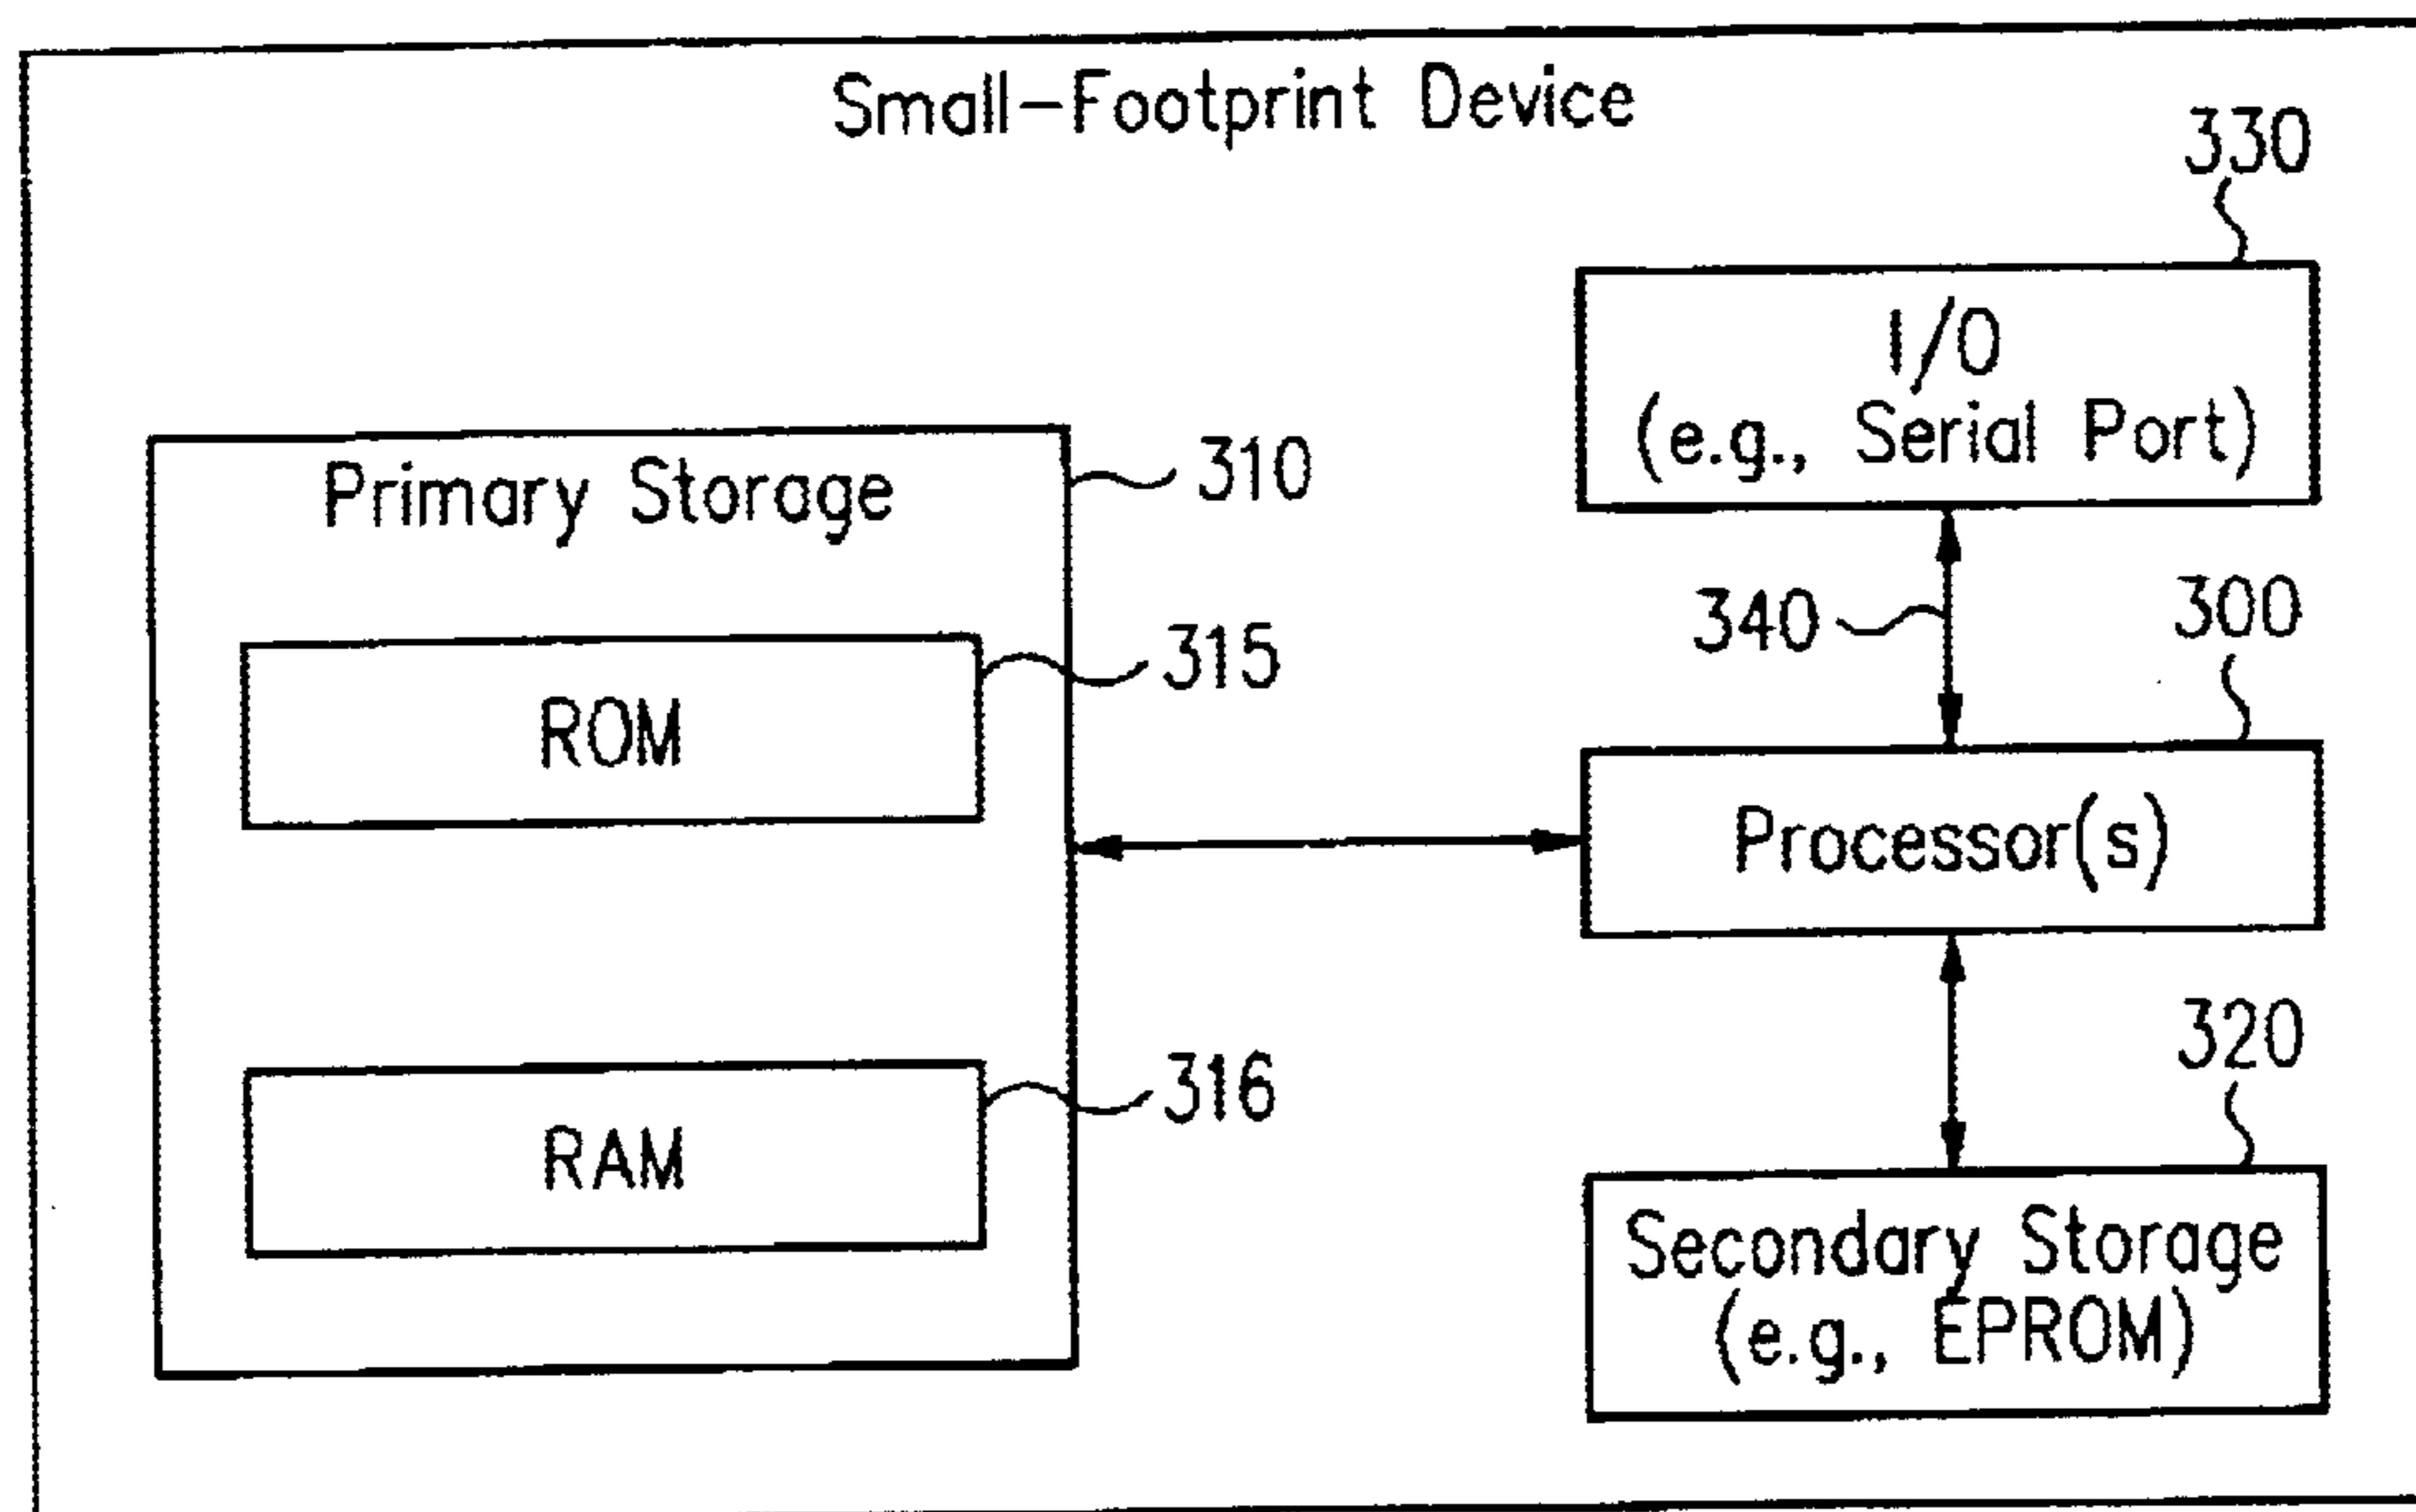 Small-Footprint Device
330
I/O
(e.g., Serial Port)
Primary Storage
310
340
300
315
ROM
Processor(s)
316
RAM
320
Secondary Storage
(e.g., EPROM)